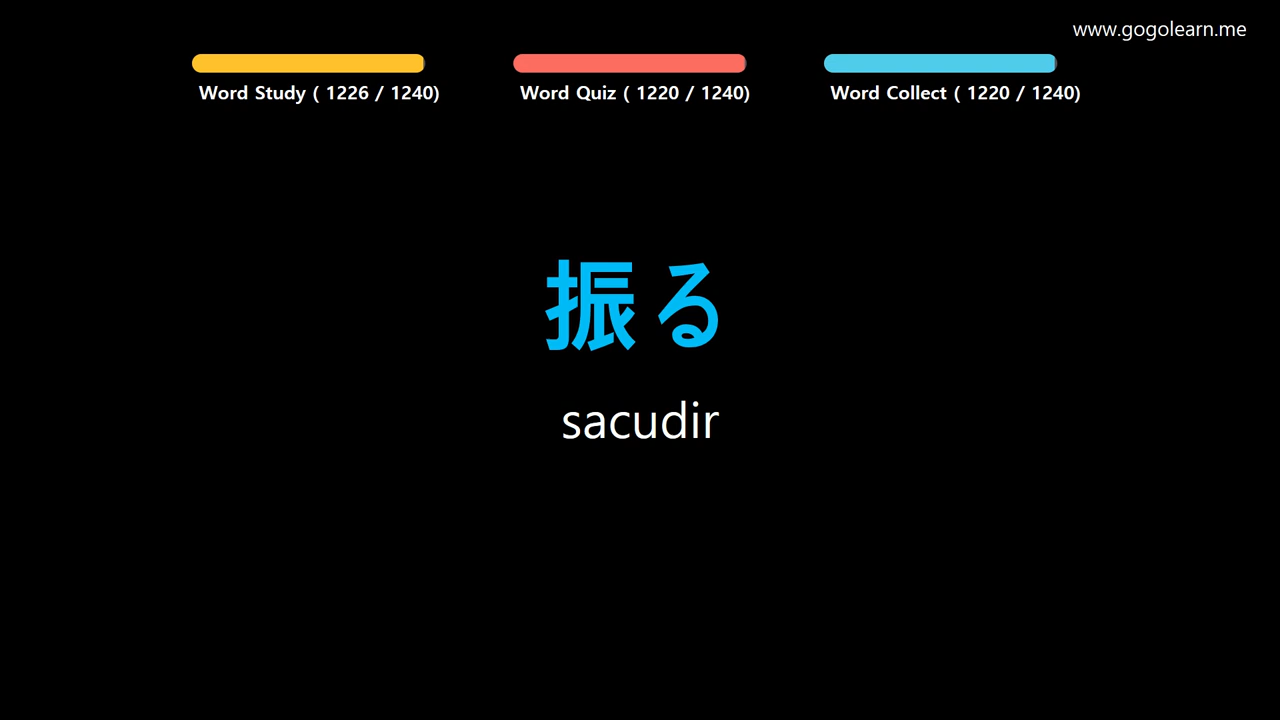 www.gogolearn.me
Word Study ( 1226 / 1240)
Word Quiz ( 1220 / 1240)
Word Collect ( 1220 / 1240)
振る
sacudir